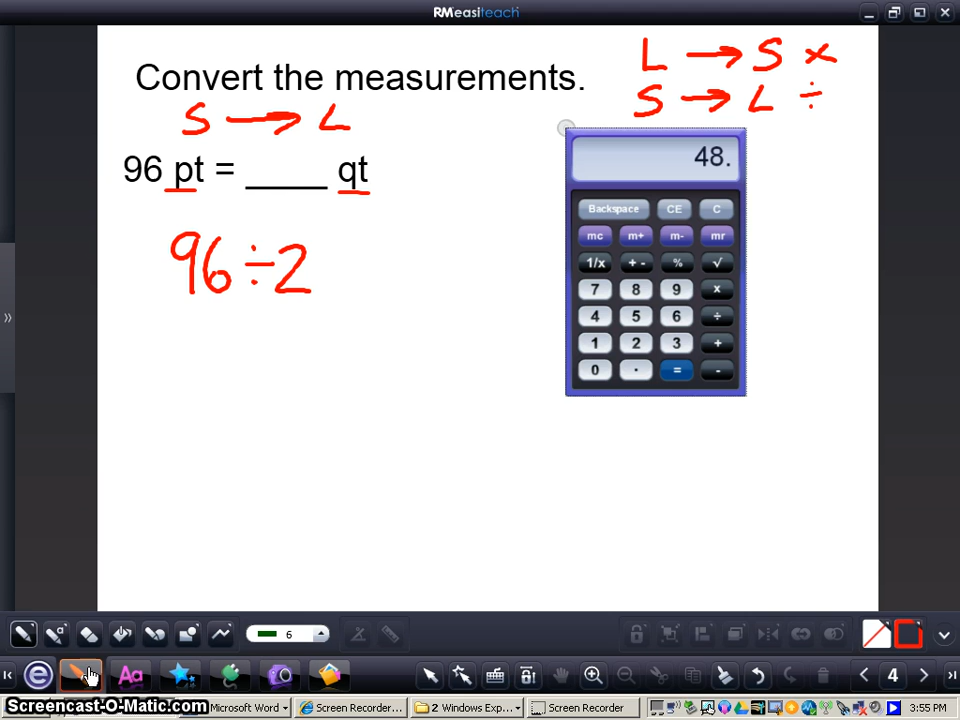 RMeasiteach
L → S ×
Convert the measurements.
S → L ÷
S → L
96 pt = ____ qt
48.
96 ÷ 2
Backspace CE C
mc m+ m- mr
1/x + - % √
7 8 9 x
4 5 6 ÷
1 2 3 +
0 . = -
6
Aa
4
Screencast-O-Matic.com
Microsoft Word
Screen Recorder...
2 Windows Exp...
Screen Recorder
3:55 PM